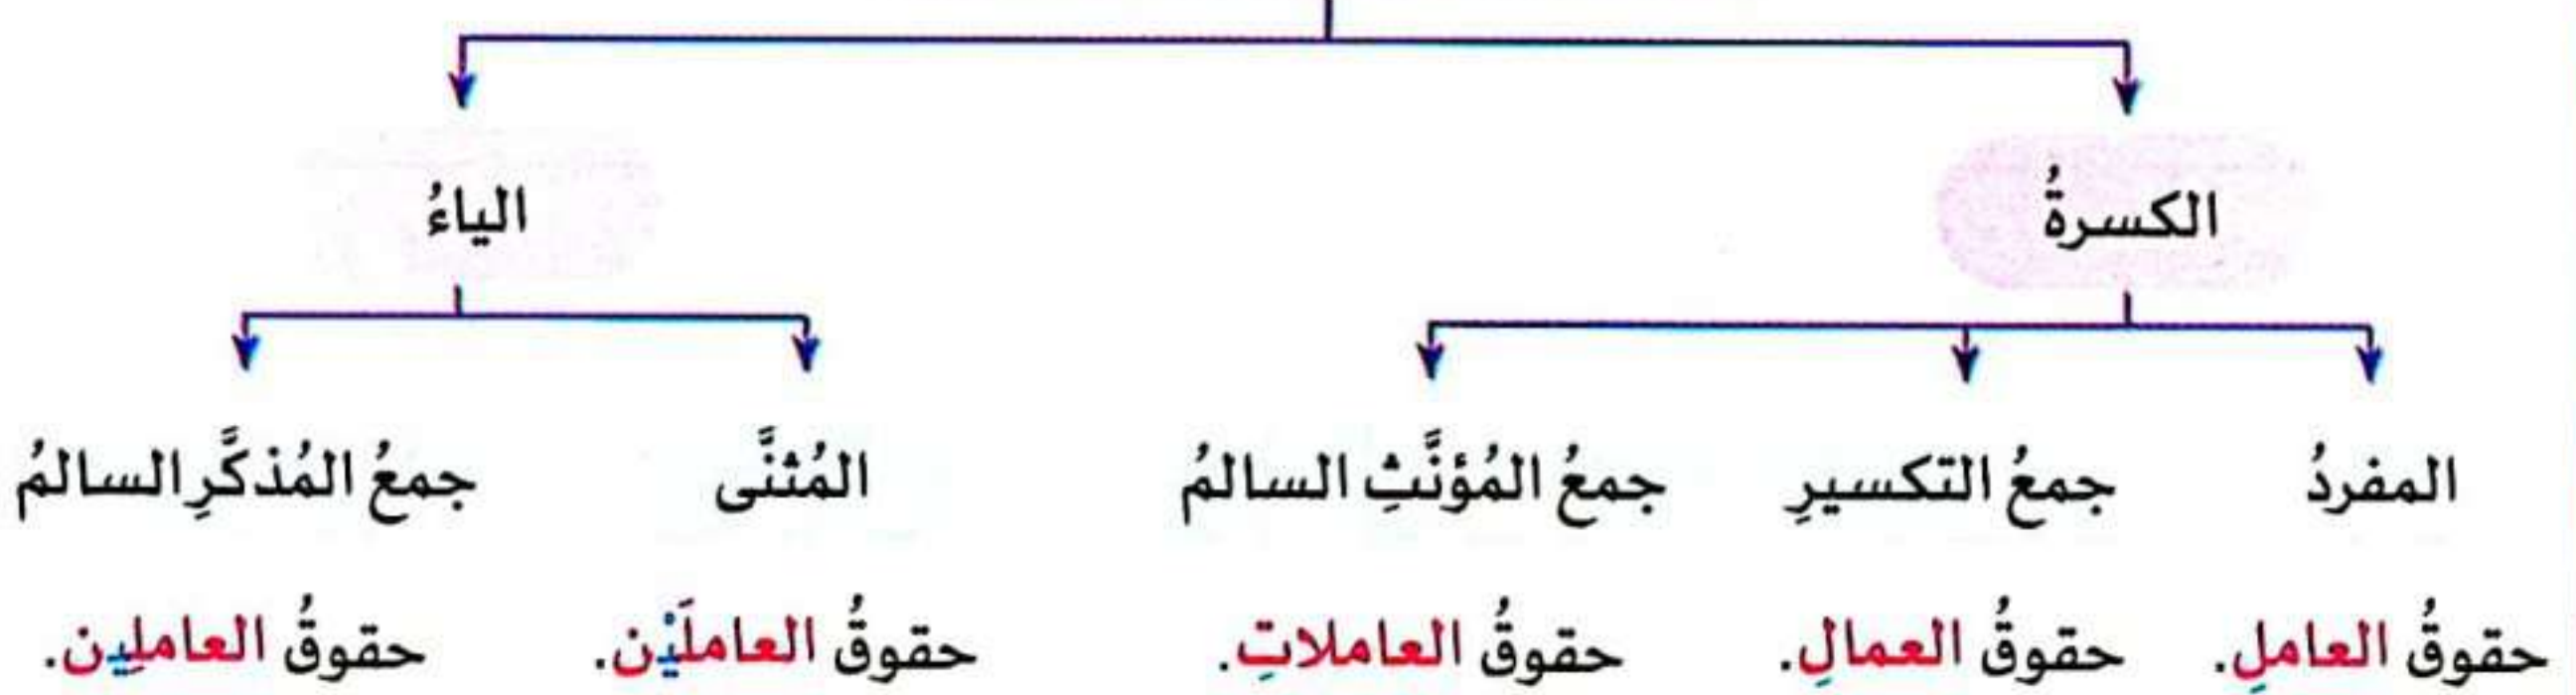 الكسرةُ الياءُ
المفردُ جمعُ التكسيرِ جمعُ المُؤنَّثِ السالمُ المُثنَّى جمعُ المُذكَّرِ السالمُ
حقوقُ العاملِ. حقوقُ العمالِ. حقوقُ العاملاتِ. حقوقُ العاملَيْن. حقوقُ العاملِين.